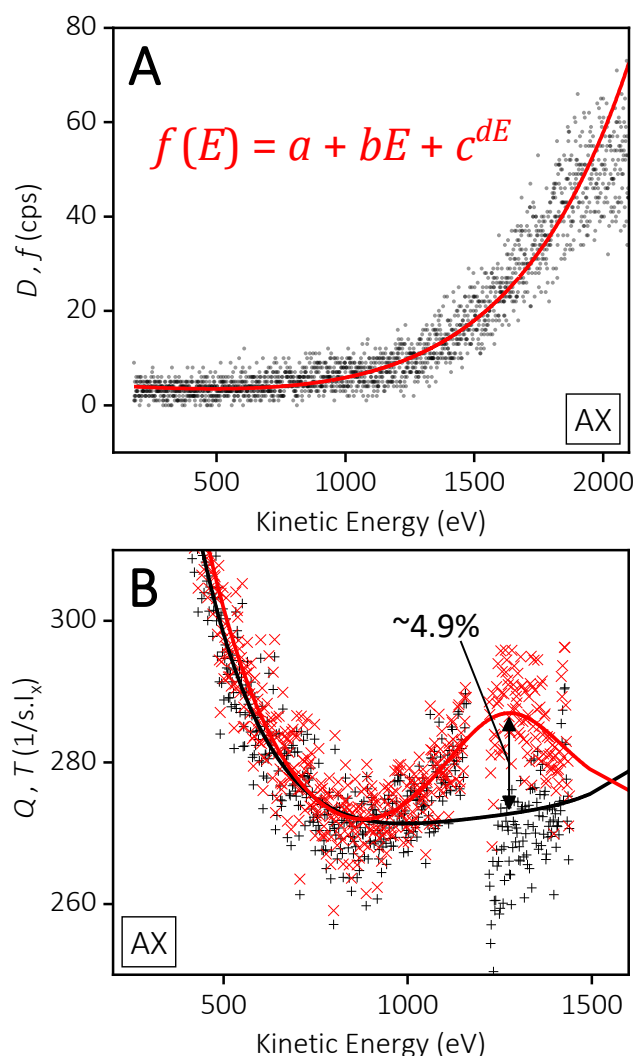 A
f (E) = a + bE + c^{dE}
D, f (cps)
80
60
40
20
0
AX
500 1000 1500 2000
Kinetic Energy (eV)
B
~4.9%
Q, T (1/s.I_x)
300
280
260
AX
500 1000 1500
Kinetic Energy (eV)